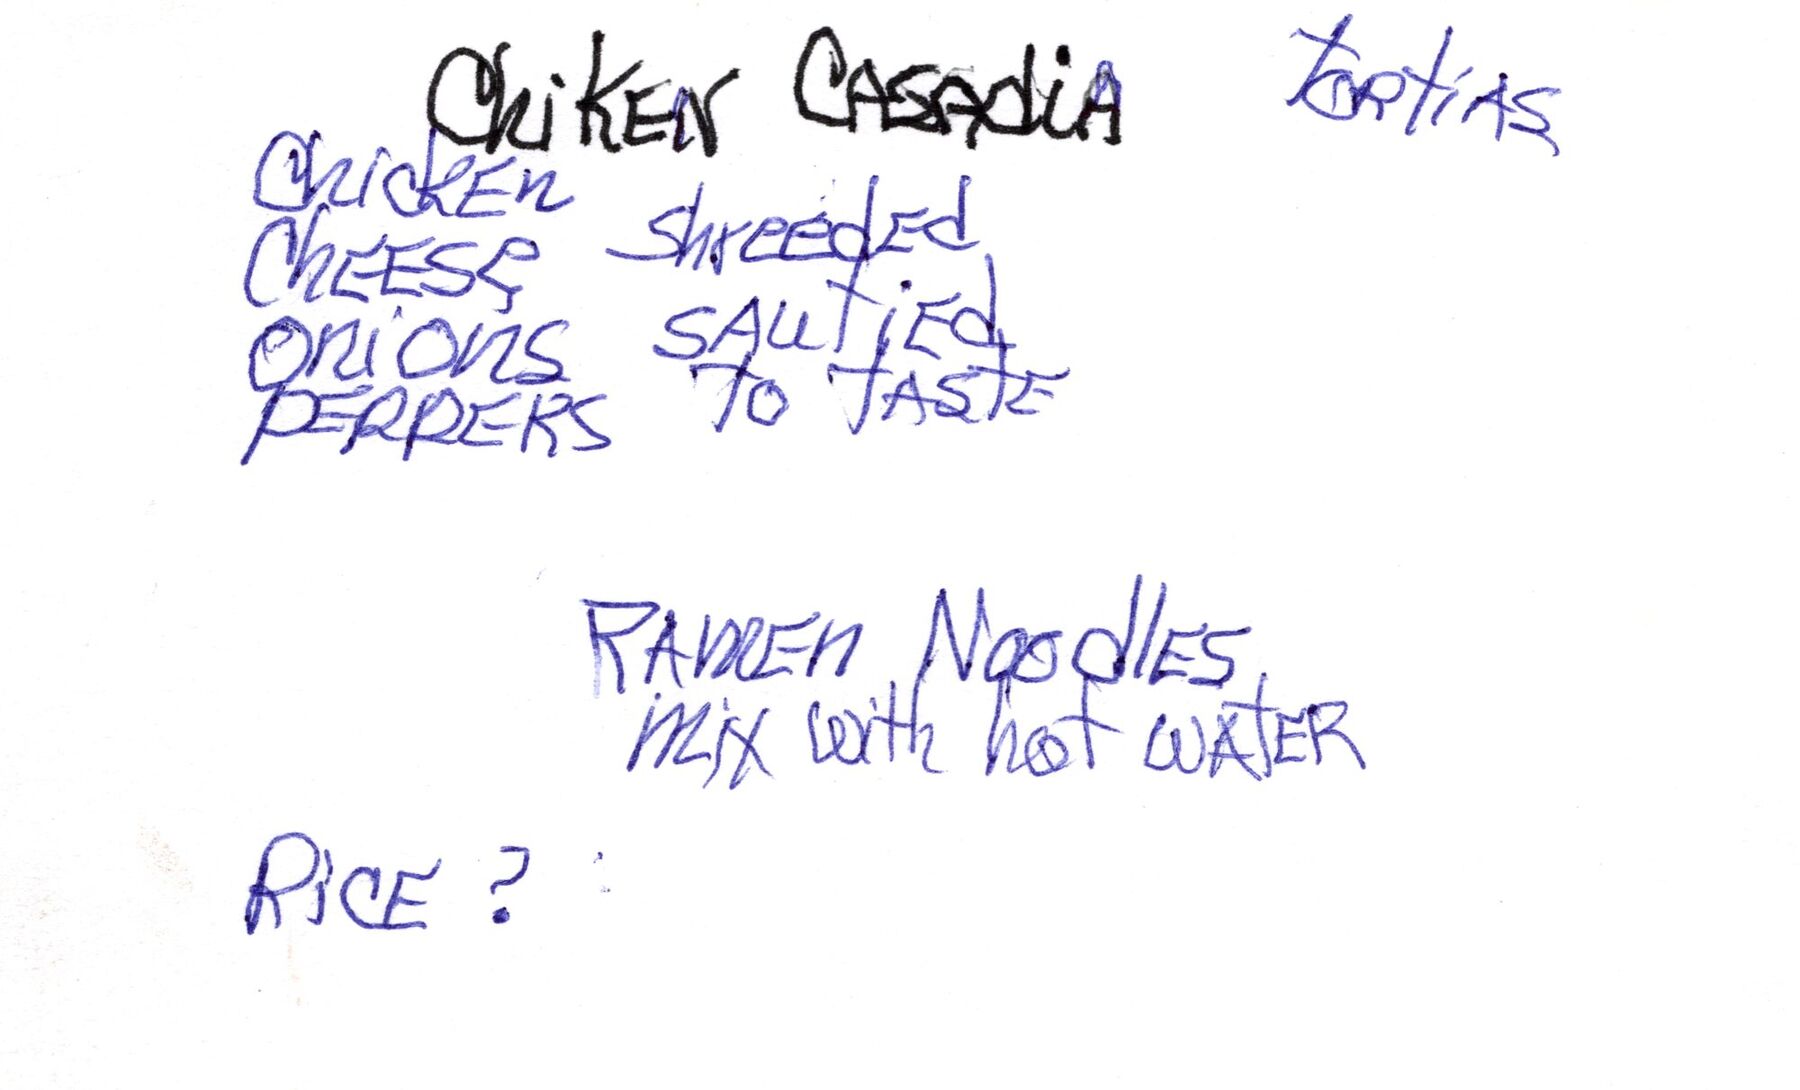 ChiKEN CASAdiA tORtiAS
ChicKEn
ChEESE shreedEd
onions SAUtiEd
PEPPERS To TASTE
RAmEn NoodlES
mix with hot WATER
RicE ?